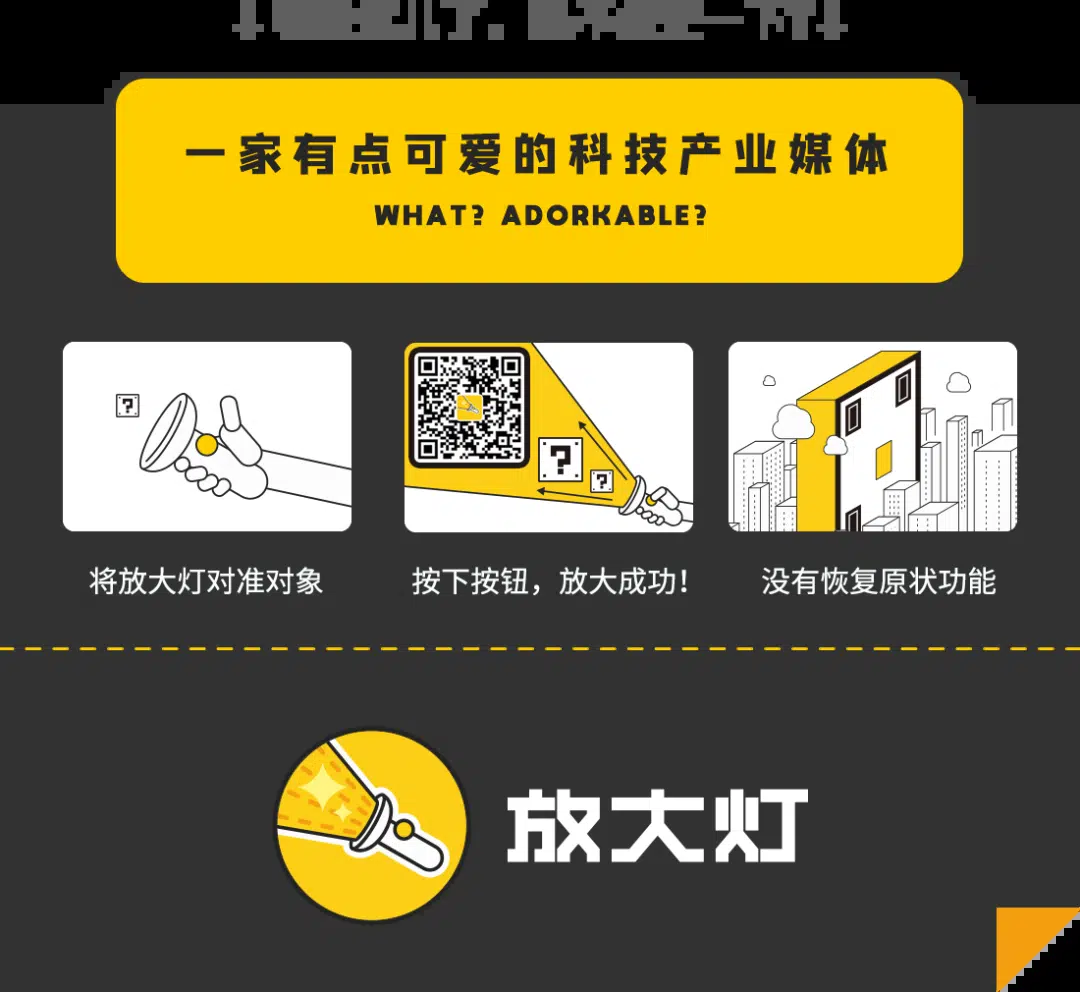 一家有点可爱的科技产业媒体
WHAT? ADORKABLE?
?
?
?
将放大灯对准对象
按下按钮，放大成功！
没有恢复原状功能
放大灯